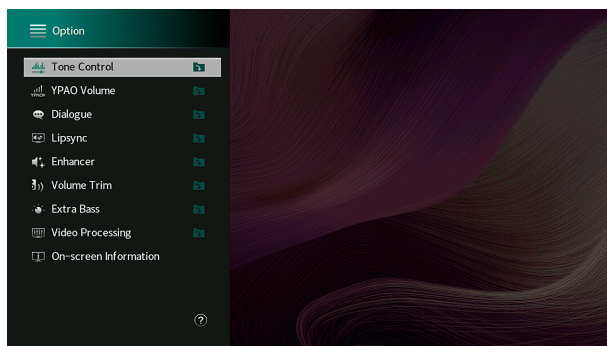 Option
Tone Control
YPAO Volume
Dialogue
Lipsync
Enhancer
Volume Trim
Extra Bass
Video Processing
On-screen Information
?